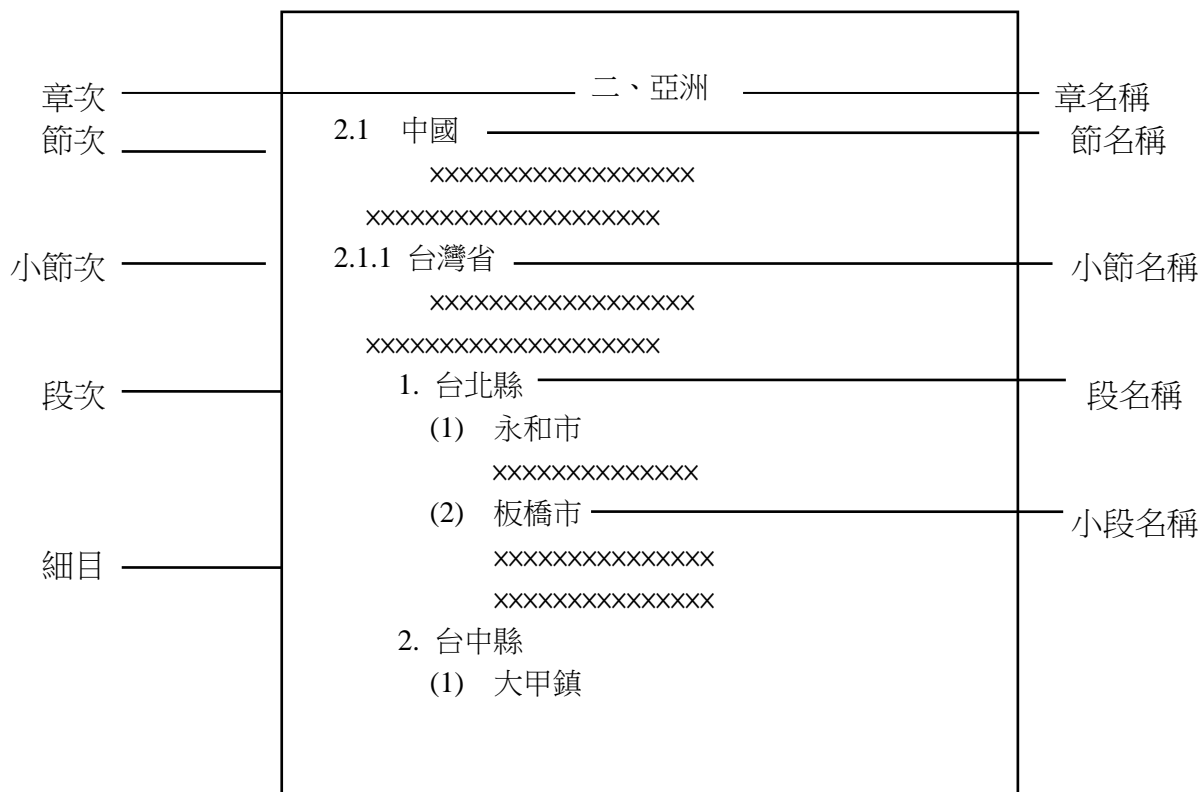 章次 二、亞洲 章名稱
節次 2.1 中國 節名稱
xxxxxxxxxxxxxxxxxx
xxxxxxxxxxxxxxxxxxxx
小節次 2.1.1 台灣省 小節名稱
xxxxxxxxxxxxxxxxxx
xxxxxxxxxxxxxxxxxxxx
段次 1. 台北縣 段名稱
(1) 永和市
xxxxxxxxxxxxxx
(2) 板橋市 小段名稱
細目 xxxxxxxxxxxxxxx
xxxxxxxxxxxxxxx
2. 台中縣
(1) 大甲鎮